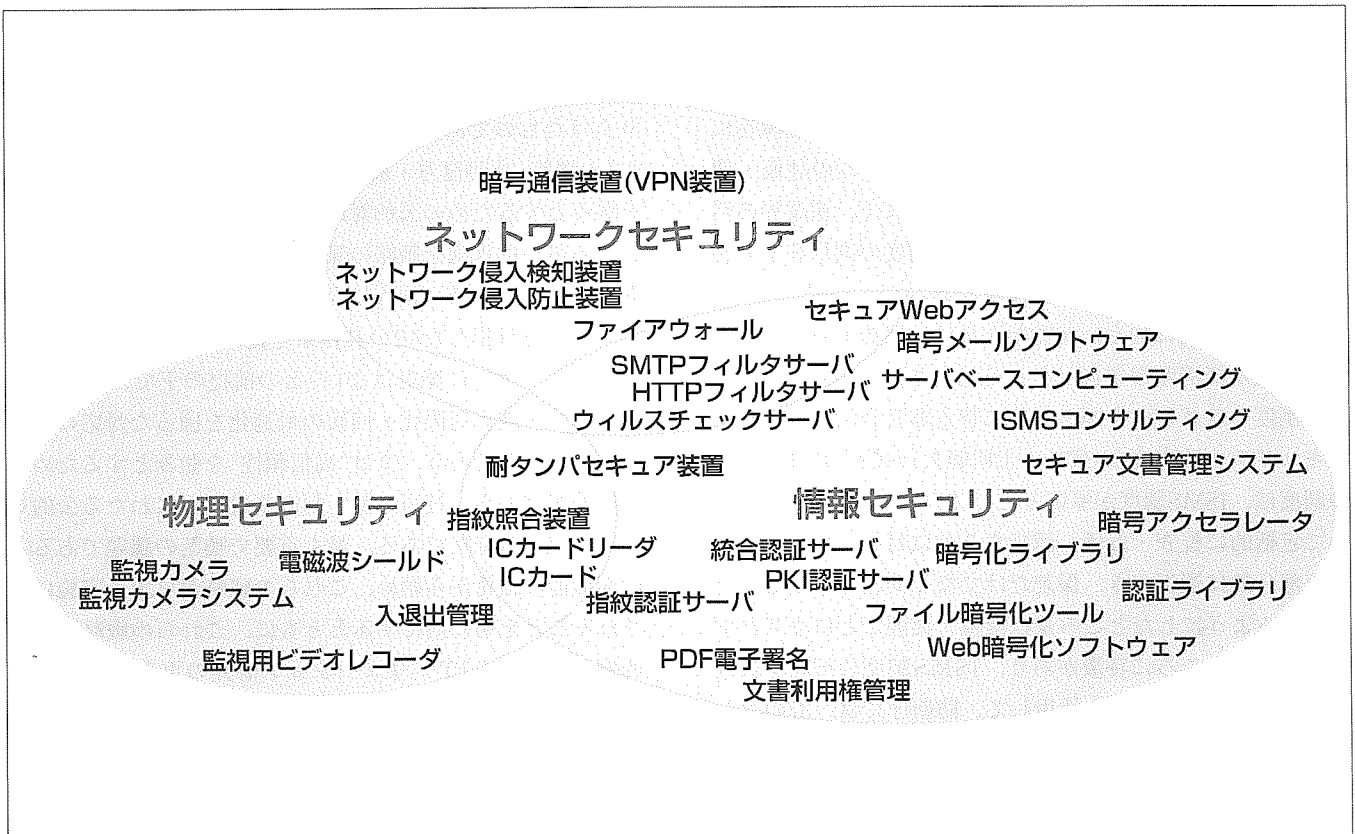 暗号通信装置(VPN装置)
ネットワークセキュリティ
ネットワーク侵入検知装置
ネットワーク侵入防止装置
セキュアWebアクセス
ファイアウォール
暗号メールソフトウェア
SMTPフィルタサーバ
HTTPフィルタサーバ
サーバベースコンピューティング
ウィルスチェックサーバ
ISMSコンサルティング
耐タンパセキュア装置
セキュア文書管理システム
物理セキュリティ
情報セキュリティ
指紋照合装置
暗号アクセラレータ
ICカードリーダ
統合認証サーバ
暗号化ライブラリ
電磁波シールド
監視カメラ
ICカード
PKI認証サーバ
認証ライブラリ
監視カメラシステム
指紋認証サーバ
入退出管理
ファイル暗号化ツール
Web暗号化ソフトウェア
監視用ビデオレコーダ
PDF電子署名
文書利用権管理